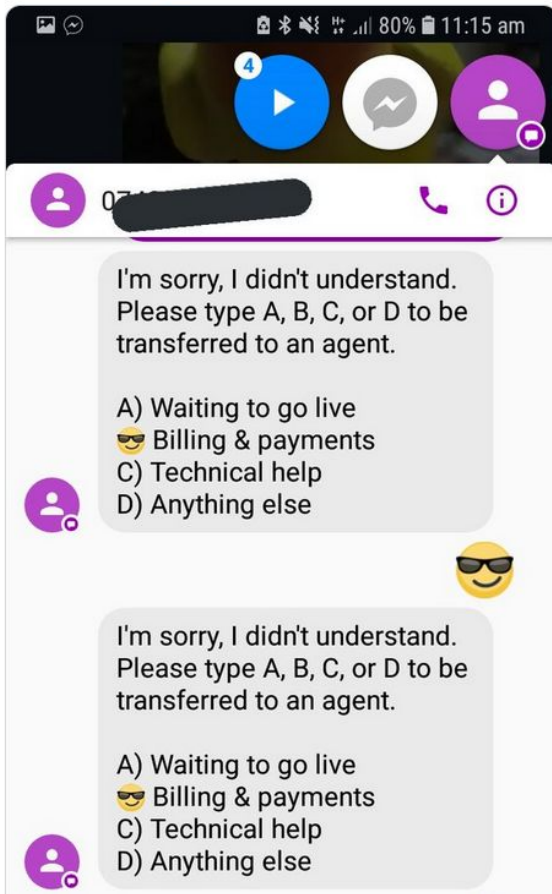 H+ 80% 11:15 am
4
07
I'm sorry, I didn't understand.
Please type A, B, C, or D to be
transferred to an agent.
A) Waiting to go live
😎 Billing & payments
C) Technical help
D) Anything else
😎
I'm sorry, I didn't understand.
Please type A, B, C, or D to be
transferred to an agent.
A) Waiting to go live
😎 Billing & payments
C) Technical help
D) Anything else